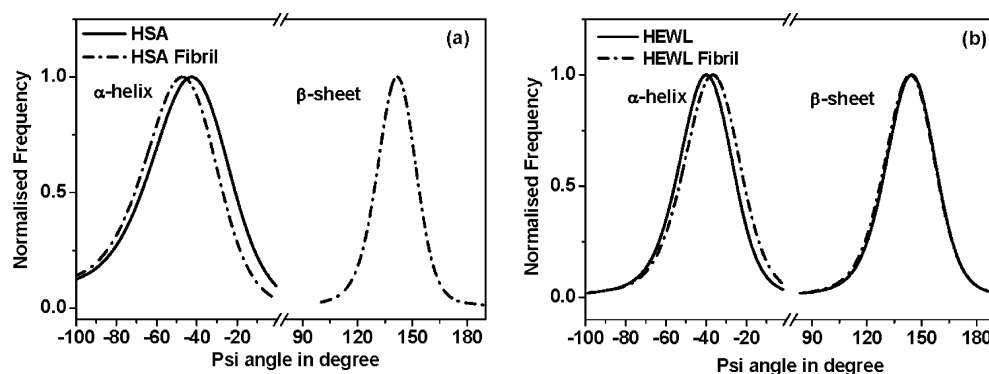 HSA
HSA Fibril
(a)
α-helix
β-sheet
Normalised Frequency
1.0
0.5
0.0
-100 -80 -60 -40 -20 90 120 150 180
Psi angle in degree
HEWL
HEWL Fibril
(b)
α-helix
β-sheet
Normalised Frequency
1.0
0.5
0.0
-100 -80 -60 -40 -20 90 120 150 180
Psi angle in degree